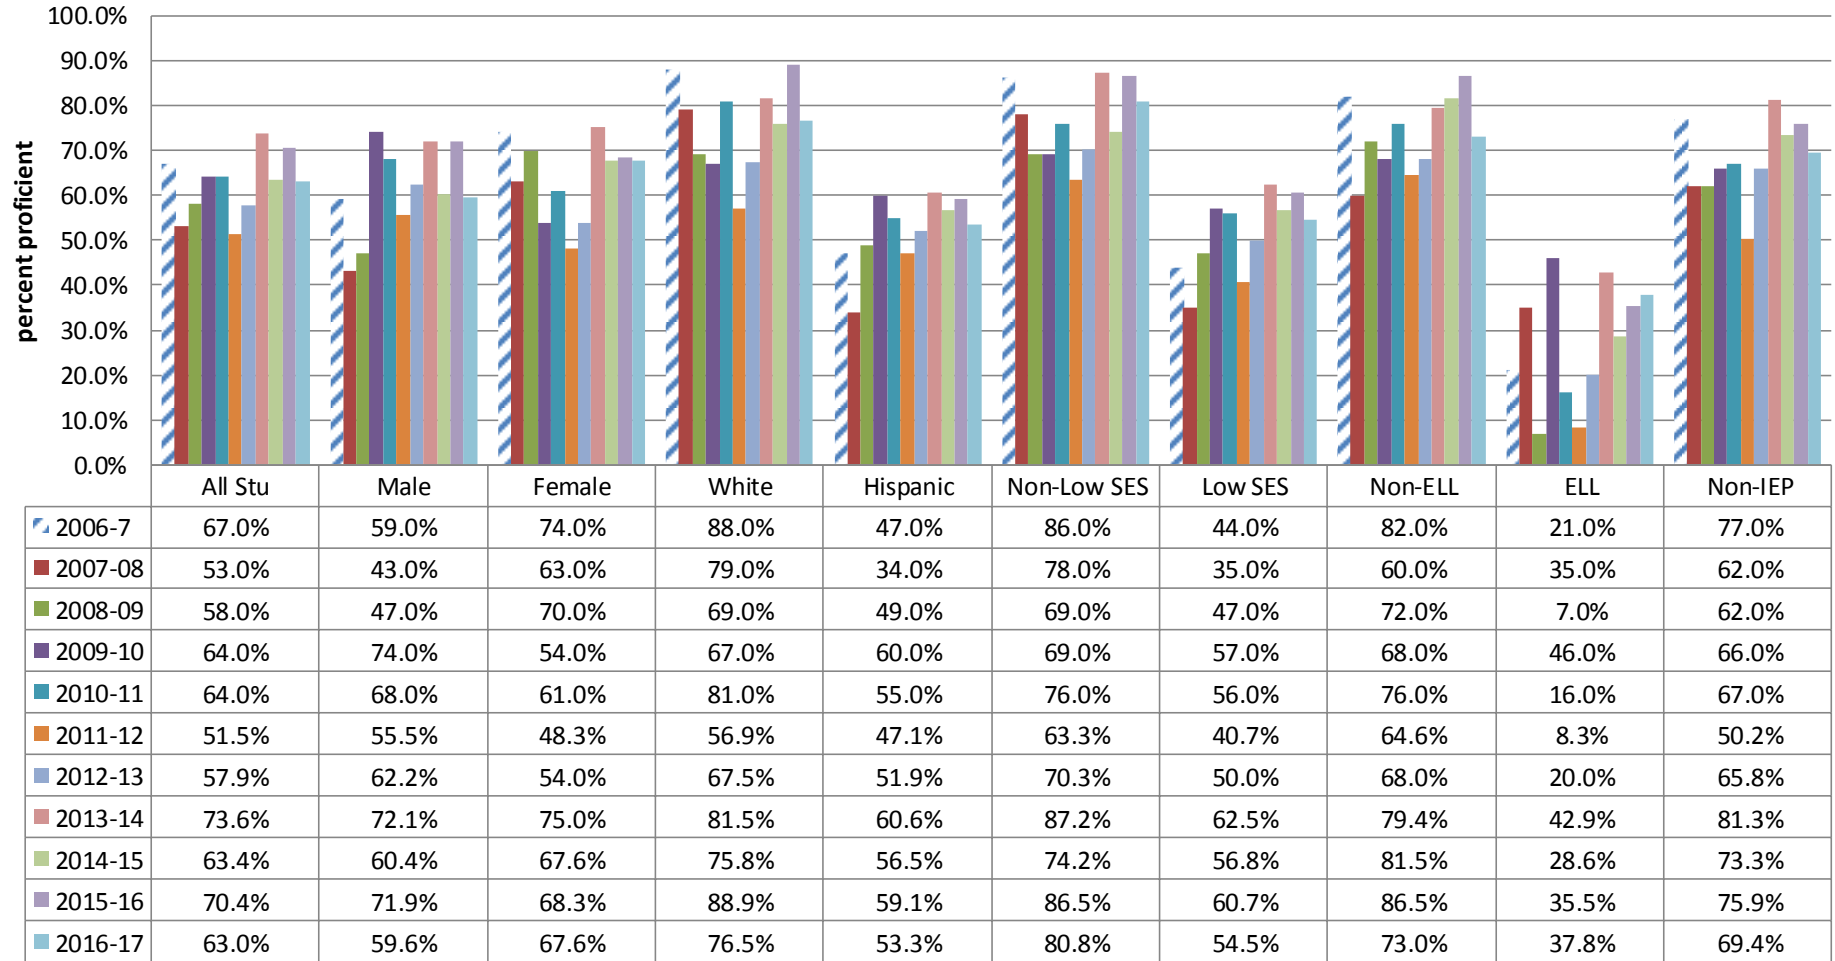 100.0%
90.0%
80.0%
70.0%
60.0%
50.0%
40.0%
30.0%
20.0%
10.0%
0.0%
percent proficient
All Stu Male Female White Hispanic Non-Low SES Low SES Non-ELL ELL Non-IEP
2006-7 67.0% 59.0% 74.0% 88.0% 47.0% 86.0% 44.0% 82.0% 21.0% 77.0%
2007-08 53.0% 43.0% 63.0% 79.0% 34.0% 78.0% 35.0% 60.0% 35.0% 62.0%
2008-09 58.0% 47.0% 70.0% 69.0% 49.0% 69.0% 47.0% 72.0% 7.0% 62.0%
2009-10 64.0% 74.0% 54.0% 67.0% 60.0% 69.0% 57.0% 68.0% 46.0% 66.0%
2010-11 64.0% 68.0% 61.0% 81.0% 55.0% 76.0% 56.0% 76.0% 16.0% 67.0%
2011-12 51.5% 55.5% 48.3% 56.9% 47.1% 63.3% 40.7% 64.6% 8.3% 50.2%
2012-13 57.9% 62.2% 54.0% 67.5% 51.9% 70.3% 50.0% 68.0% 20.0% 65.8%
2013-14 73.6% 72.1% 75.0% 81.5% 60.6% 87.2% 62.5% 79.4% 42.9% 81.3%
2014-15 63.4% 60.4% 67.6% 75.8% 56.5% 74.2% 56.8% 81.5% 28.6% 73.3%
2015-16 70.4% 71.9% 68.3% 88.9% 59.1% 86.5% 60.7% 86.5% 35.5% 75.9%
2016-17 63.0% 59.6% 67.6% 76.5% 53.3% 80.8% 54.5% 73.0% 37.8% 69.4%